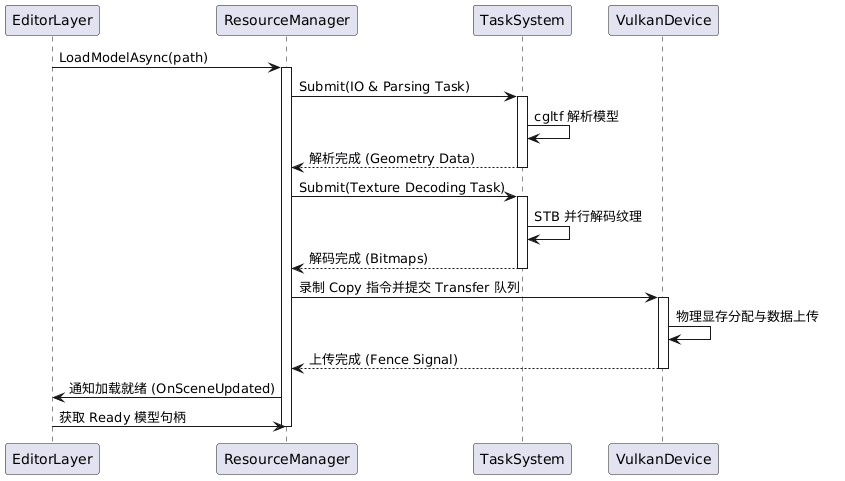 EditorLayer
ResourceManager
TaskSystem
VulkanDevice
LoadModelAsync(path)
Submit(IO & Parsing Task)
cgltf 解析模型
解析完成 (Geometry Data)
Submit(Texture Decoding Task)
STB 并行解码纹理
解码完成 (Bitmaps)
录制 Copy 指令并提交 Transfer 队列
物理显存分配与数据上传
上传完成 (Fence Signal)
通知加载就绪 (OnSceneUpdated)
获取 Ready 模型句柄
EditorLayer
ResourceManager
TaskSystem
VulkanDevice